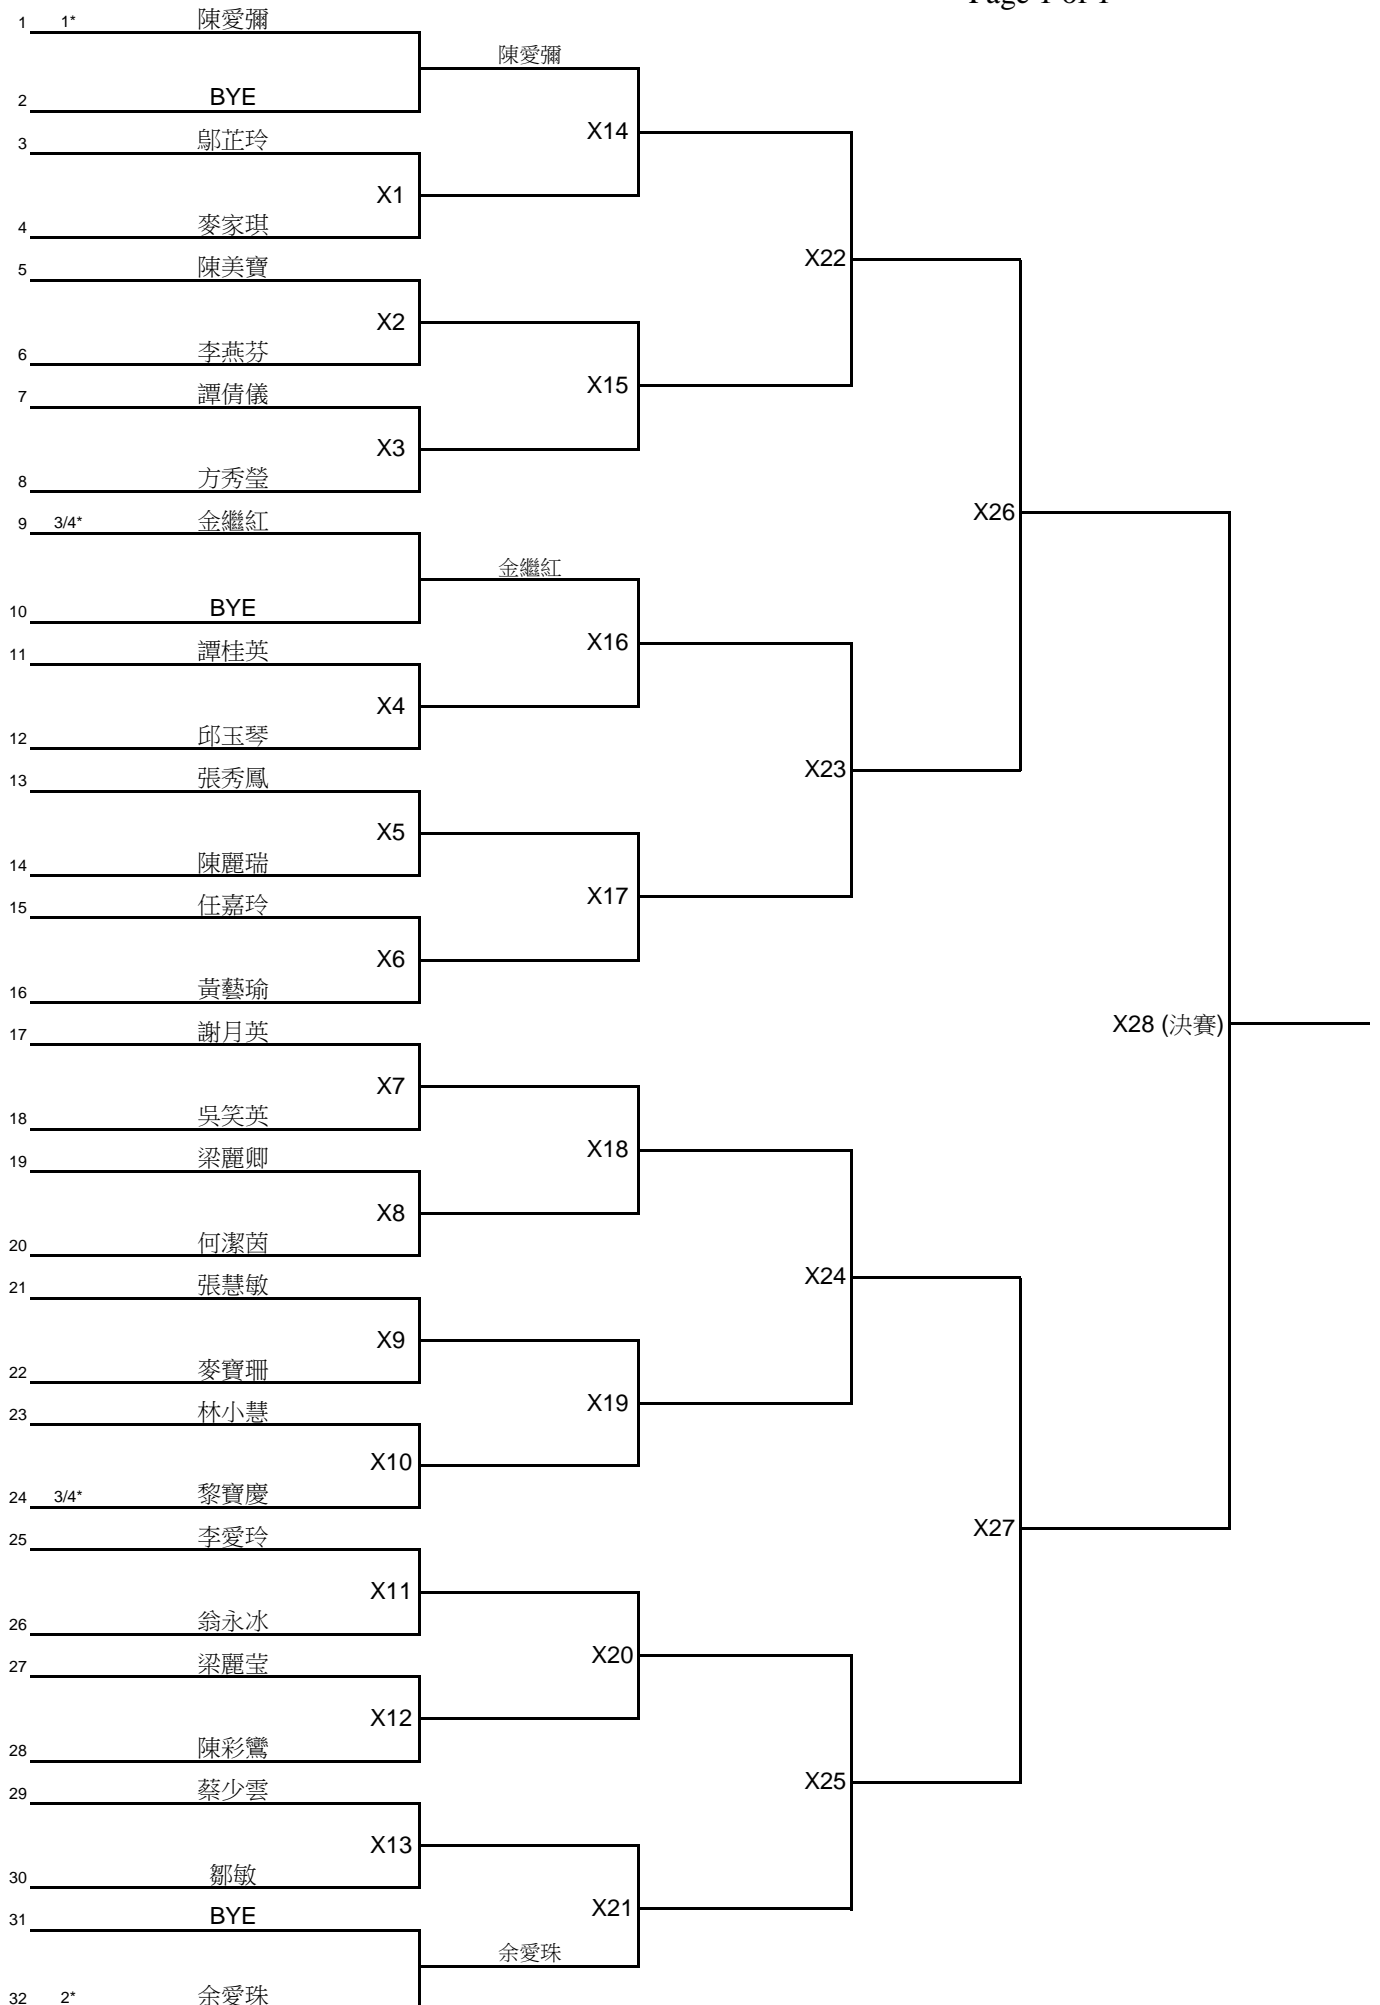 Page 1 of 1
1 1* 陳愛彌
陳愛彌
2 BYE
X14
3 鄔芷玲
X1
4 麥家琪
X22
5 陳美寶
X2
6 李燕芬
X15
7 譚倩儀
X3
8 方秀瑩
X26
9 3/4* 金繼紅
金繼紅
10 BYE
X16
11 譚桂英
X4
12 邱玉琴
X23
13 張秀鳳
X5
14 陳麗瑞
X17
15 任嘉玲
X6
16 黃藝瑜
X28 (決賽)
17 謝月英
X7
18 吳笑英
X18
19 梁麗卿
X8
20 何潔茵
X24
21 張慧敏
X9
22 麥寶珊
X19
23 林小慧
X10
24 3/4* 黎寶慶
X27
25 李愛玲
X11
26 翁永冰
X20
27 梁麗莹
X12
28 陳彩鸞
X25
29 蔡少雲
X13
30 鄒敏
X21
31 BYE
余愛珠
32 2* 余愛珠